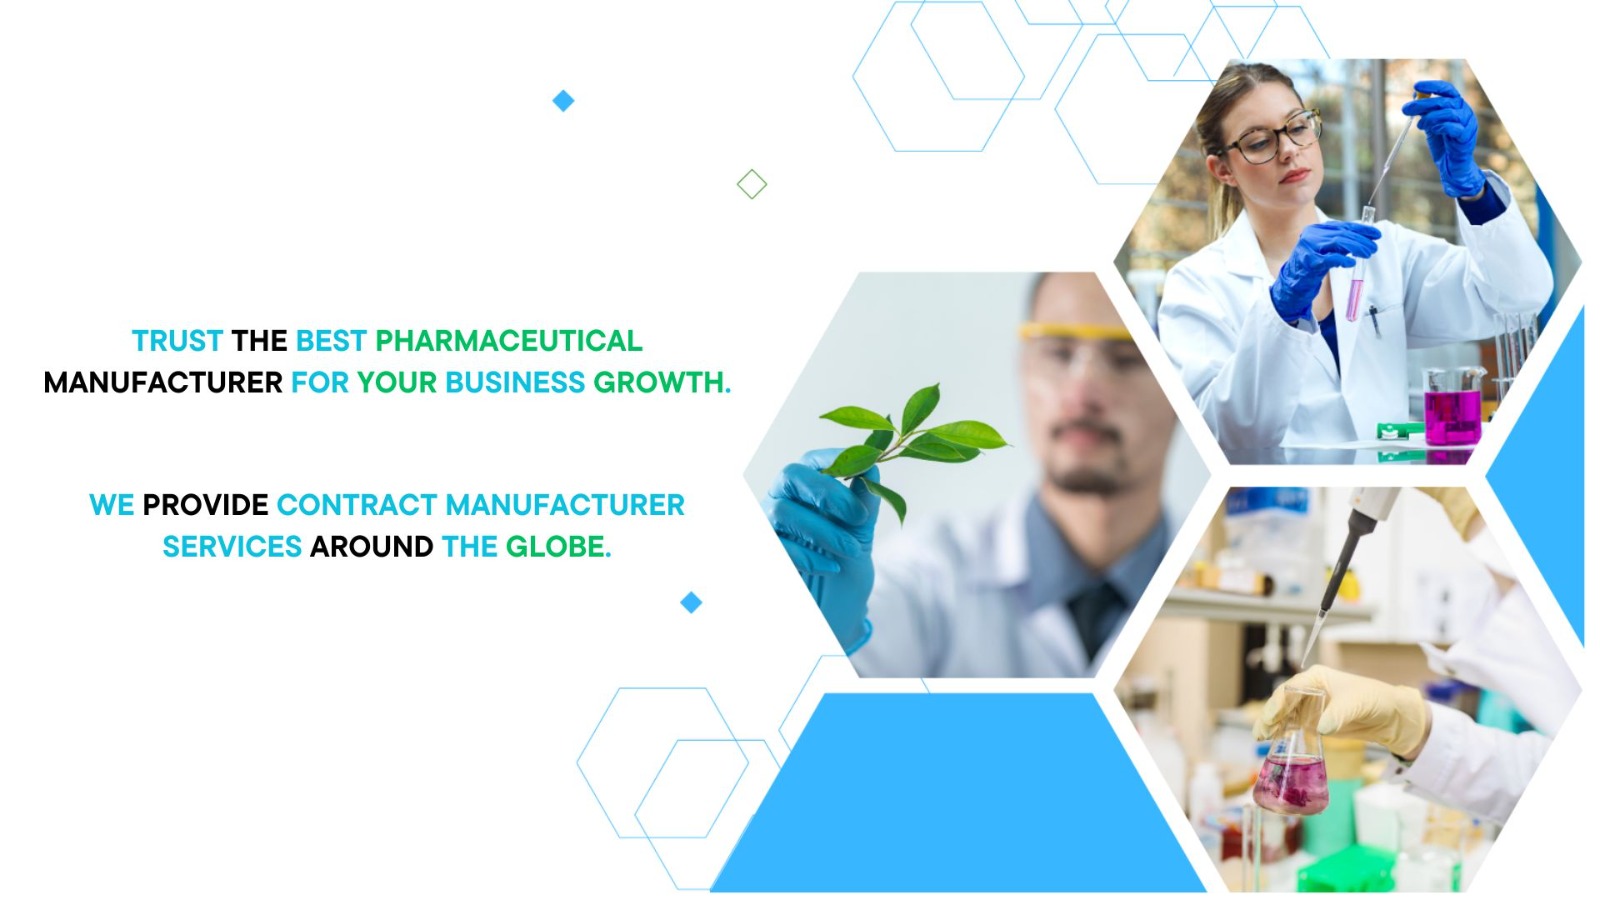 TRUST THE BEST PHARMACEUTICAL
MANUFACTURER FOR YOUR BUSINESS GROWTH.
WE PROVIDE CONTRACT MANUFACTURER
SERVICES AROUND THE GLOBE.